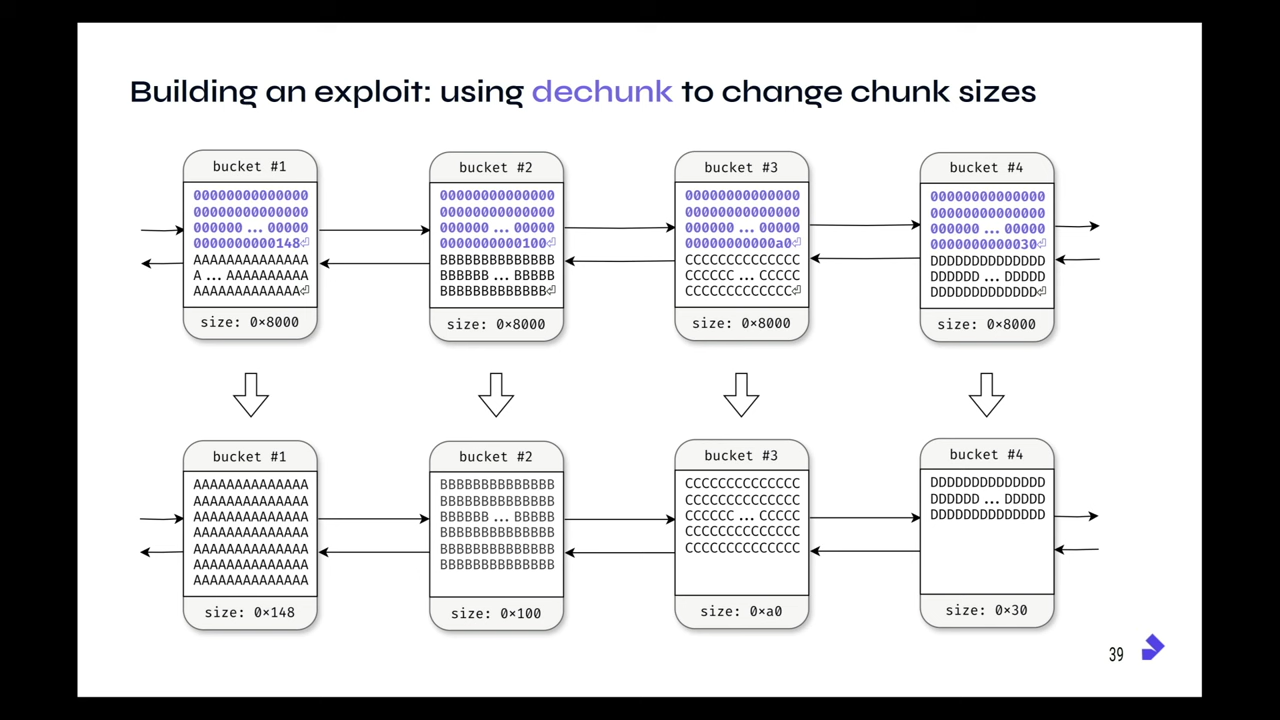 Building an exploit: using dechunk to change chunk sizes
bucket #1
00000000000000
00000000000000
000000 ... 00000
0000000000148⏎
AAAAAAAAAAAAAA
A ... AAAAAAAAAA
AAAAAAAAAAAAA⏎
size: 0×8000
bucket #2
00000000000000
00000000000000
000000 ... 00000
0000000000100⏎
BBBBBBBBBBBBBB
BBBBBB ... BBBBB
BBBBBBBBBBBBB⏎
size: 0×8000
bucket #3
00000000000000
00000000000000
000000 ... 00000
00000000000a0⏎
CCCCCCCCCCCCCC
CCCCCC ... CCCCC
CCCCCCCCCCCCC⏎
size: 0×8000
bucket #4
00000000000000
00000000000000
000000 ... 00000
0000000000030⏎
DDDDDDDDDDDDDD
DDDDDD ... DDDDD
DDDDDDDDDDDDD⏎
size: 0×8000
bucket #1
AAAAAAAAAAAAAA
AAAAAAAAAAAAAA
AAAAAAAAAAAAAA
AAAAAAAAAAAAAA
AAAAAAAAAAAAAA
AAAAAAAAAAAAAA
AAAAAAAAAAAAAA
size: 0×148
bucket #2
BBBBBBBBBBBBBB
BBBBBBBBBBBBBB
BBBBBB ... BBBBB
BBBBBBBBBBBBBB
BBBBBBBBBBBBBB
BBBBBBBBBBBBBB
size: 0×100
bucket #3
CCCCCCCCCCCCCC
CCCCCCCCCCCCCC
CCCCCC ... CCCCC
CCCCCCCCCCCCCC
CCCCCCCCCCCCCC
size: 0×a0
bucket #4
DDDDDDDDDDDDDD
DDDDDD ... DDDDD
DDDDDDDDDDDDDD
size: 0×30
39